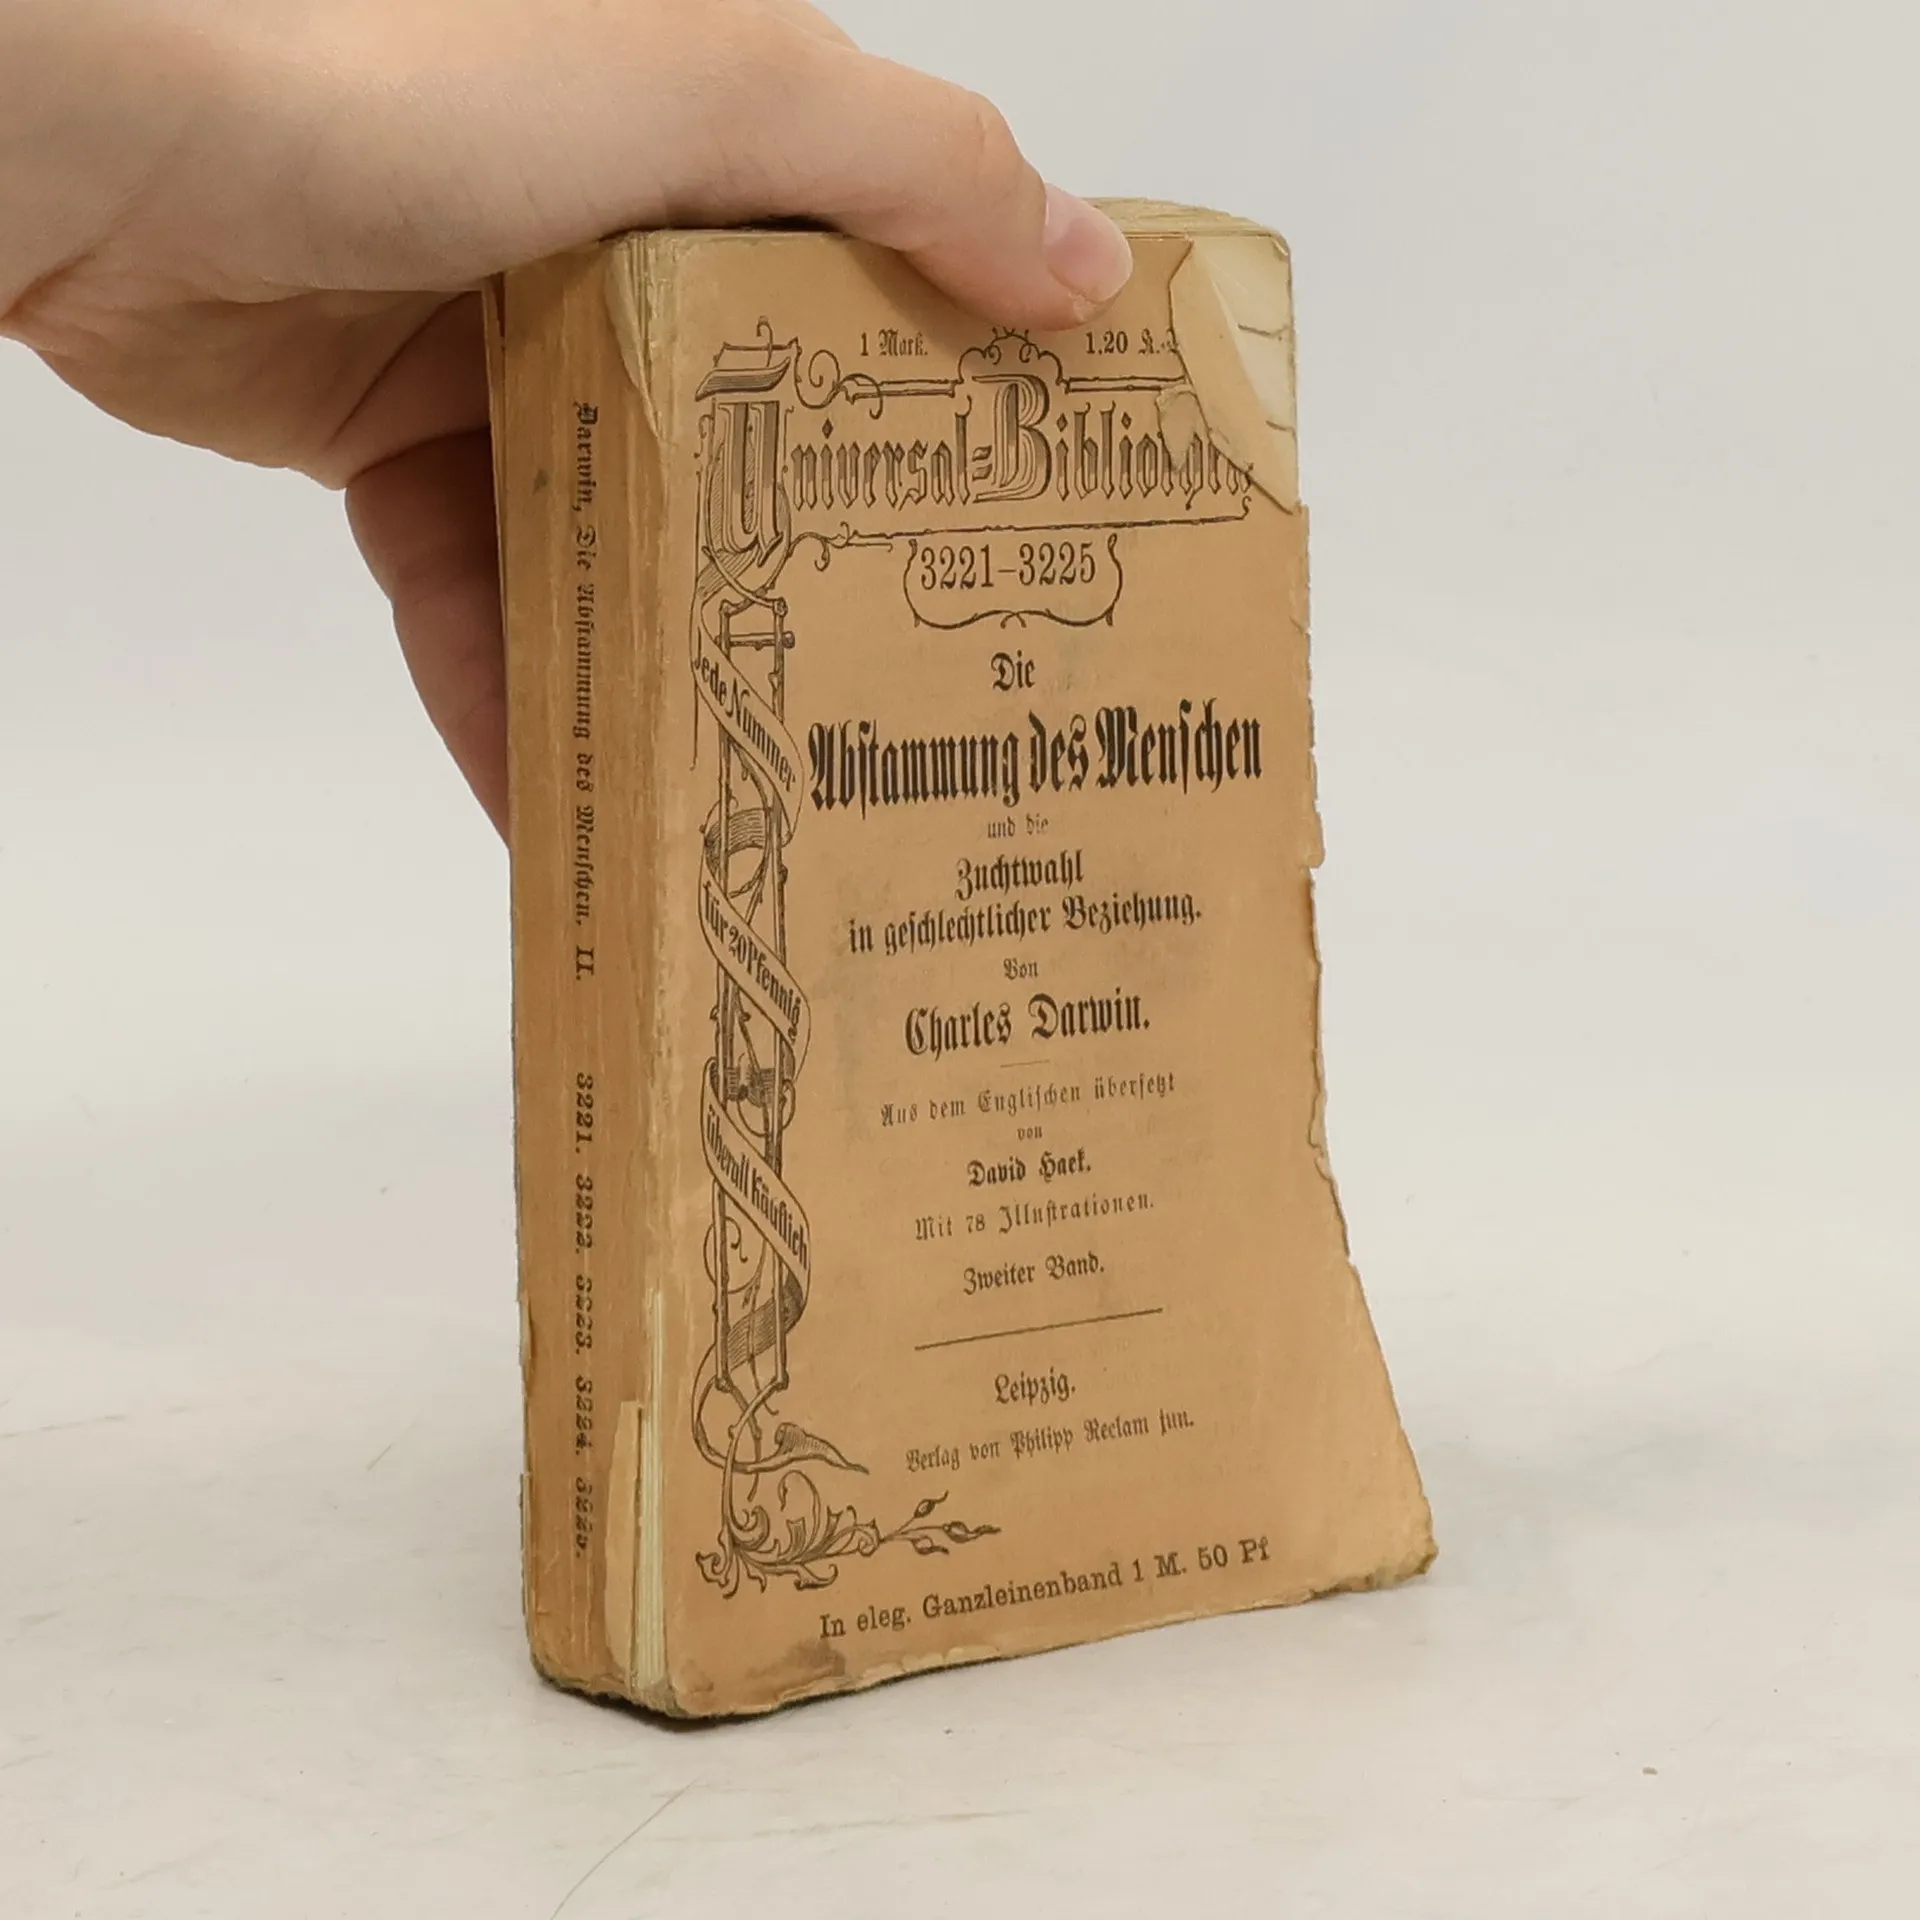 Darwin, Die Abstammung des Menschen. II. 3221. 3222. 3223. 3224. 3225.
1 Mark. 1.20
Universal-Bibliothek
3221–3225
Die
Abstammung des Menschen
und die
Zuchtwahl
in geschlechtlicher Beziehung.
Von
Charles Darwin.
Aus dem Englischen übersetzt
von
David Haek.
Mit 78 Illustrationen.
Zweiter Band.
Leipzig.
Verlag von Philipp Reclam jun.
In eleg. Ganzleinenband 1 M. 50 Pf
Jede Nummer
für 20 Pfennig
überall käuflich